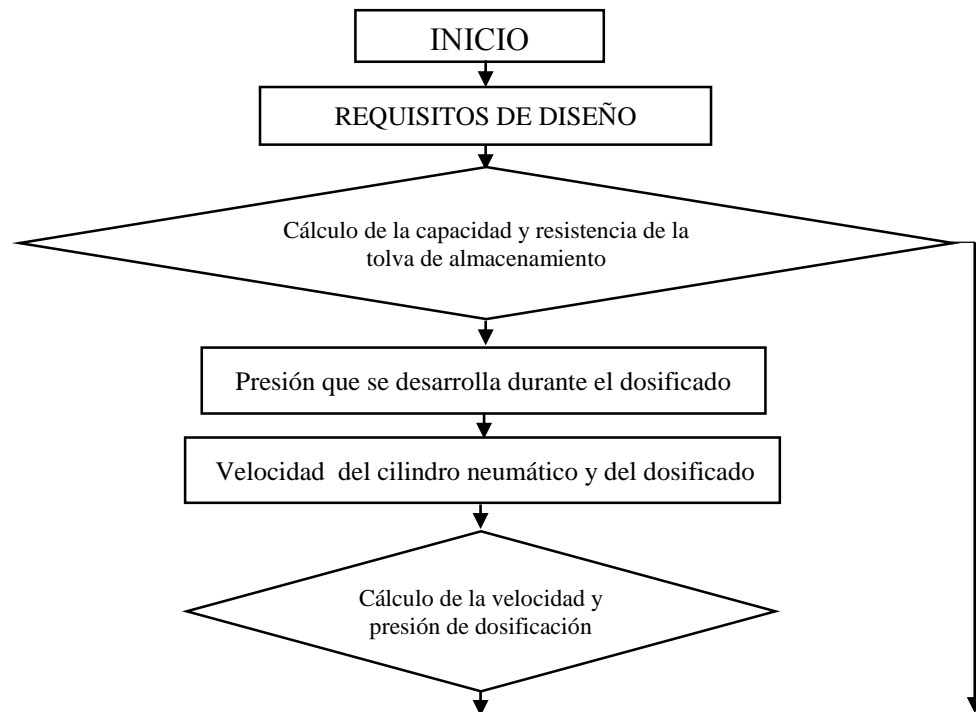 INICIO
REQUISITOS DE DISEÑO
Cálculo de la capacidad y resistencia de la
tolva de almacenamiento
Presión que se desarrolla durante el dosificado
Velocidad del cilindro neumático y del dosificado
Cálculo de la velocidad y
presión de dosificación